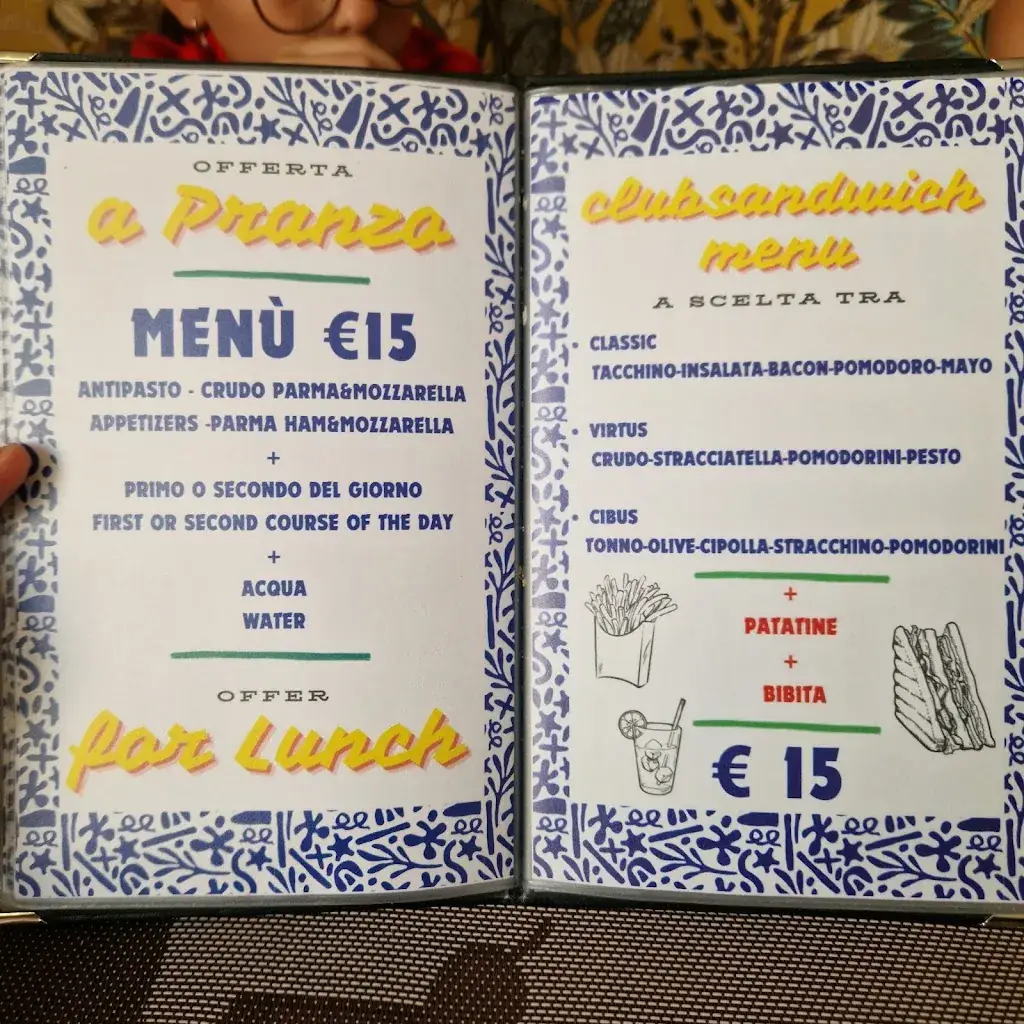 OFFERTA
a Pranzo
MENÙ €15
ANTIPASTO - CRUDO PARMA&MOZZARELLA
APPETIZERS -PARMA HAM&MOZZARELLA
+
PRIMO O SECONDO DEL GIORNO
FIRST OR SECOND COURSE OF THE DAY
+
ACQUA
WATER
OFFER
for Lunch
clubsandwich
menu
A SCELTA TRA
• CLASSIC
TACCHINO-INSALATA-BACON-POMODORO-MAYO
• VIRTUS
CRUDO-STRACCIATELLA-POMODORINI-PESTO
• CIBUS
TONNO-OLIVE-CIPOLLA-STRACCHINO-POMODORINI
+
PATATINE
+
BIBITA
€ 15